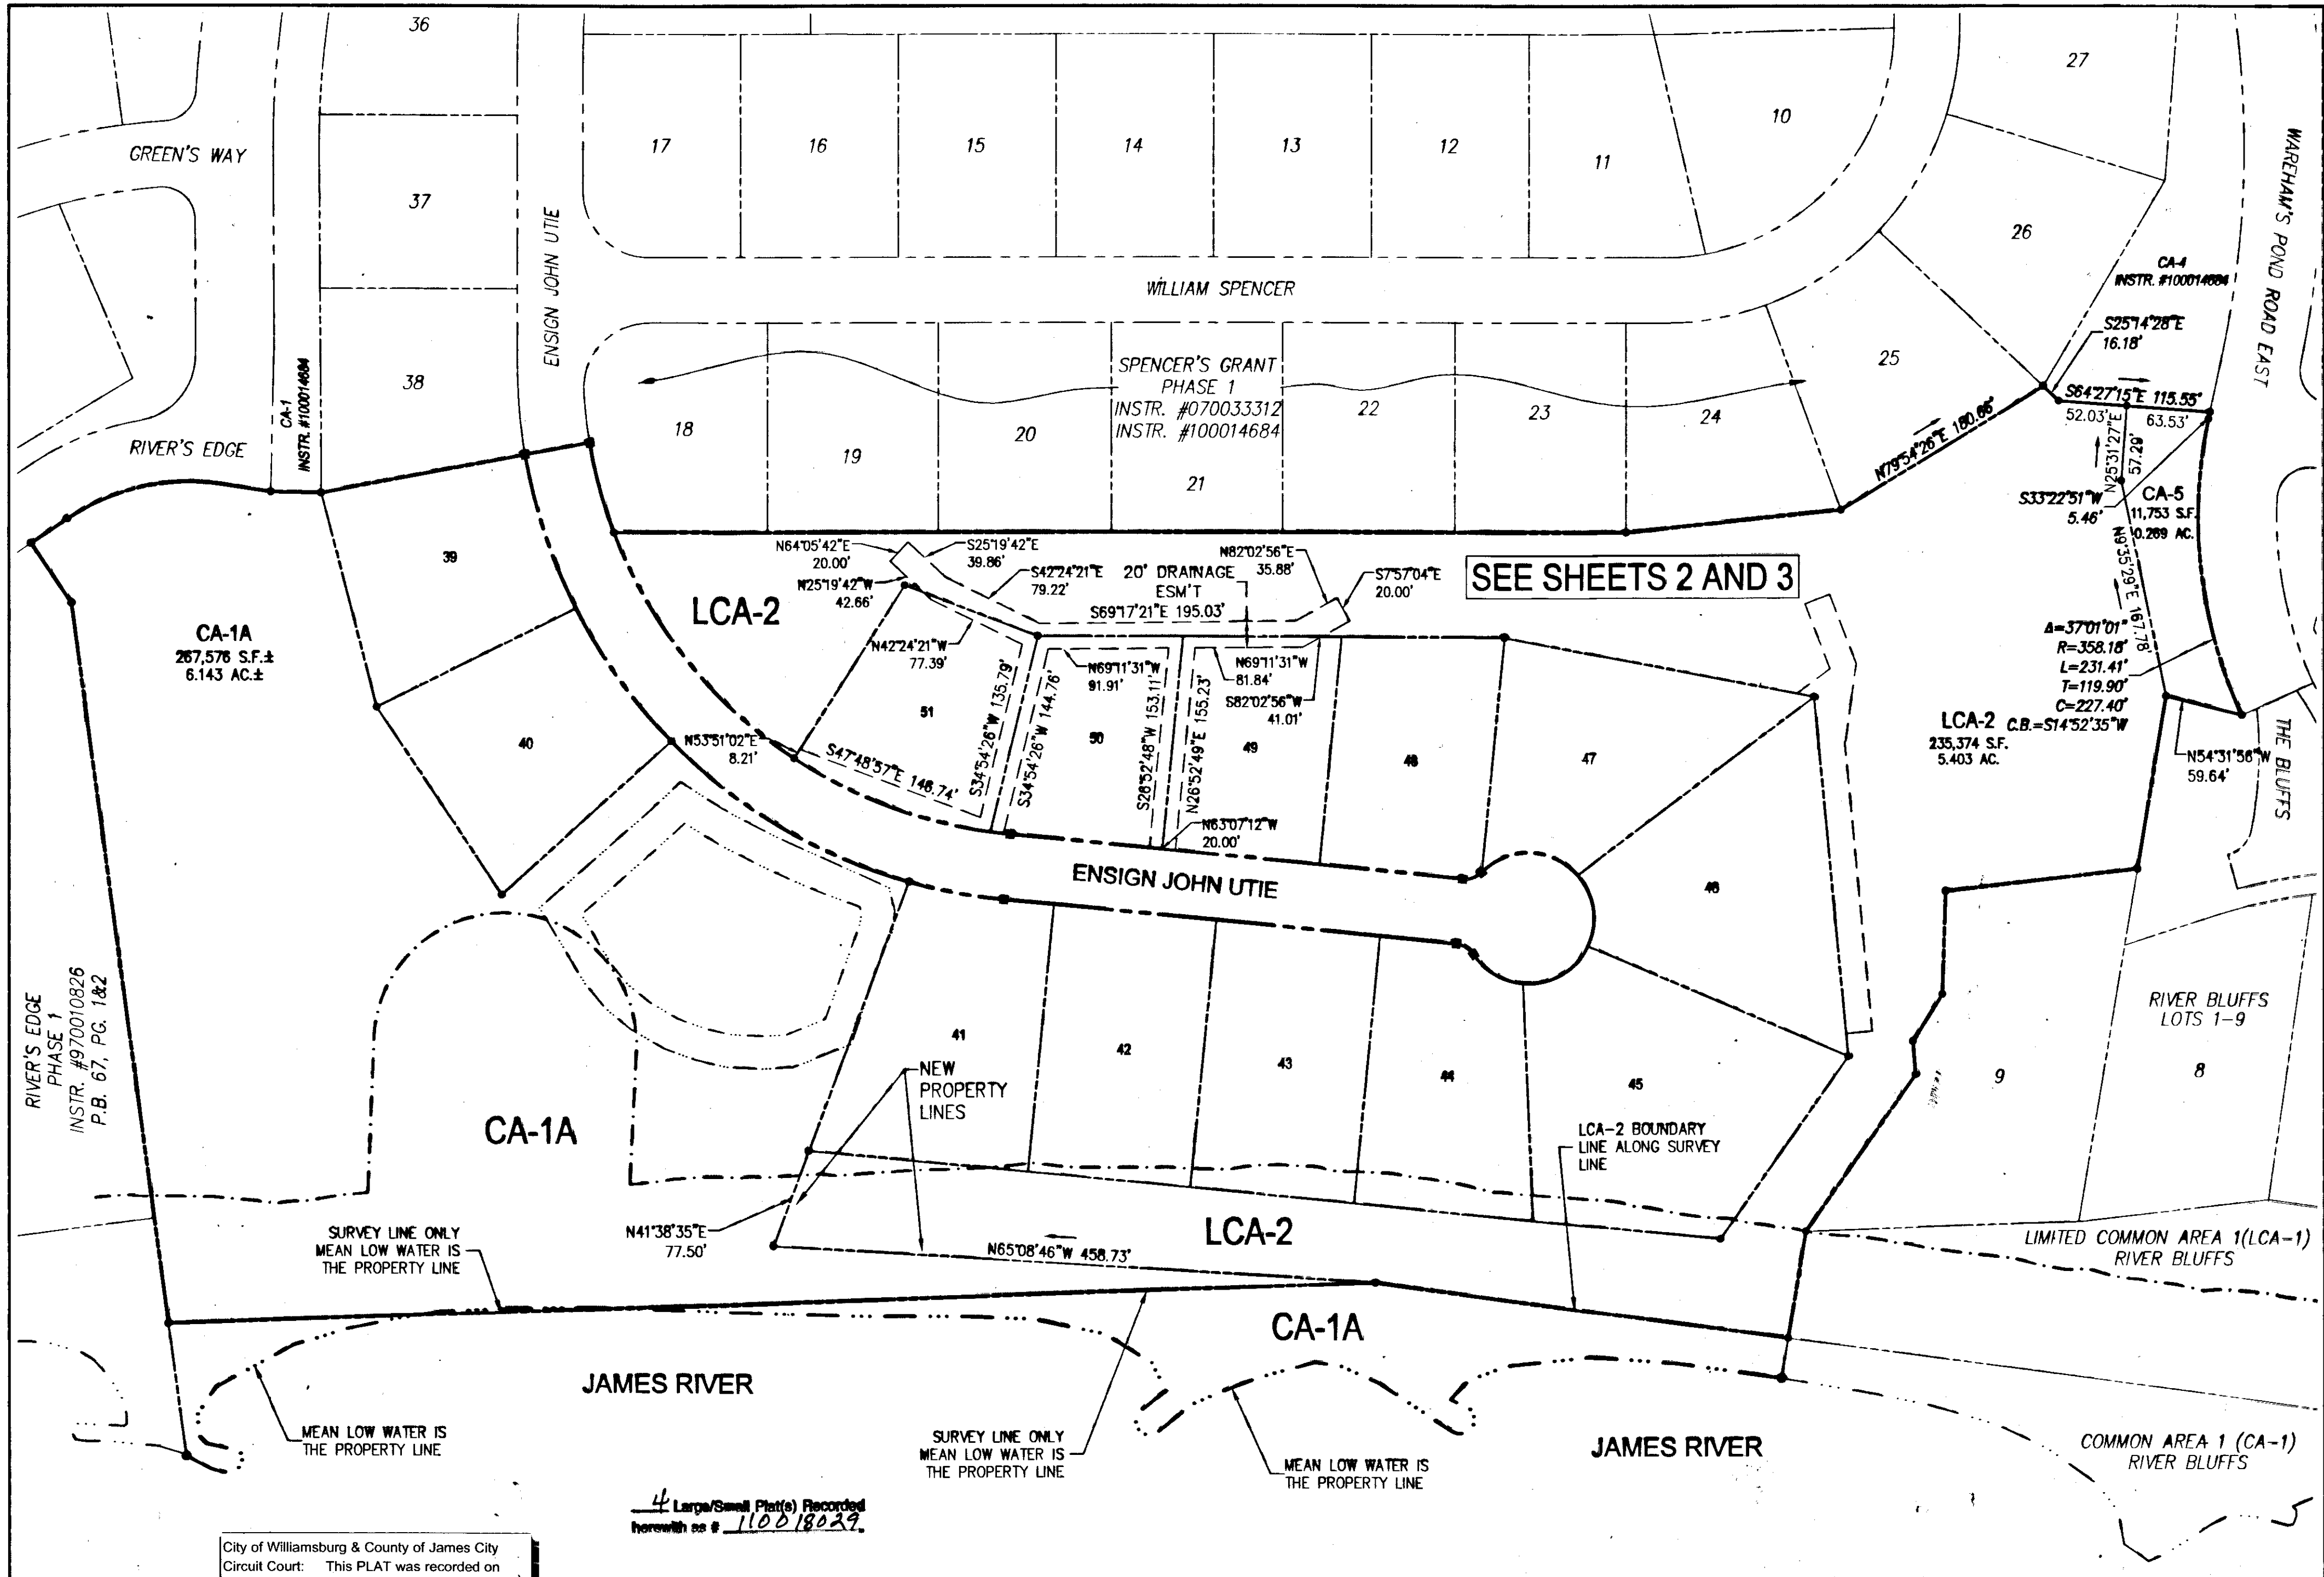 36
27
17
16
15
14
13
12
11
10
GREEN'S WAY
37
ENSIGN JOHN UTIE
26
WAREHAM'S POND ROAD EAST
CA-4
INSTR. #100014684
WILLIAM SPENCER
S25°14'28"E
16.18'
38
CA-1
INSTR. #100014684
SPENCER'S GRANT
PHASE 1
INSTR. #070033312
INSTR. #100014684
25
18
19
20
21
22
23
24
RIVER'S EDGE
N79°54'26"E 180.66'
S64°27'15"E 115.55'
52.03'
63.53'
N25°31'27"E
57.29'
S33°22'51"W
5.46'
CA-5
11,753 S.F.
0.269 AC.
N9°35'29"E 167.78'
39
N64°05'42"E
20.00'
S25°19'42"E
39.86'
N25°19'42"W
42.66'
S42°24'21"E
79.22'
20' DRAINAGE
ESM'T
S69°17'21"E 195.03'
N82°02'56"E
35.88'
S7°57'04"E
20.00'
SEE SHEETS 2 AND 3
LCA-2
CA-1A
267,576 S.F.±
6.143 AC.±
N42°24'21"W
77.39'
N69°11'31"W
91.91'
N69°11'31"W
81.84'
S82°02'56"W
41.01'
Δ=37°01'01"
R=358.18'
L=231.41'
T=119.90'
C=227.40'
C.B.=S14°52'35"W
LCA-2
235,374 S.F.
5.403 AC.
N54°31'56"W
59.64'
THE BLUFFS
51
50
49
48
47
46
40
N53°51'02"E
8.21'
S47°48'57"E 146.74'
S34°54'26"W 135.79'
S34°54'26"W 144.76'
S26°52'48"W 153.11'
N26°52'49"E 155.23'
N63°07'12"W
20.00'
ENSIGN JOHN UTIE
RIVER'S EDGE
PHASE 1
INSTR. #970010826
P.B. 67, PG. 1&2
RIVER BLUFFS
LOTS 1-9
41
42
43
44
45
9
8
NEW
PROPERTY
LINES
CA-1A
LCA-2 BOUNDARY
LINE ALONG SURVEY
LINE
SURVEY LINE ONLY
MEAN LOW WATER IS
THE PROPERTY LINE
N41°38'35"E
77.50'
N65°08'46"W 458.73'
LCA-2
LIMITED COMMON AREA 1(LCA-1)
RIVER BLUFFS
CA-1A
JAMES RIVER
MEAN LOW WATER IS
THE PROPERTY LINE
SURVEY LINE ONLY
MEAN LOW WATER IS
THE PROPERTY LINE
MEAN LOW WATER IS
THE PROPERTY LINE
JAMES RIVER
COMMON AREA 1 (CA-1)
RIVER BLUFFS
4 Large/Small Plat(s) Recorded
herewith as # 110018029
City of Williamsburg & County of James City
Circuit Court: This PLAT was recorded on